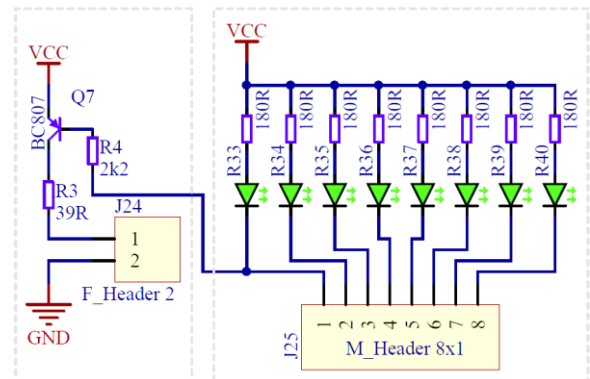 VCC
Q7
BC807
R4
2k2
R3
39R
J24
1
2
F_Header 2
GND
VCC
180R
180R
180R
180R
180R
180R
180R
180R
R33
R34
R35
R36
R37
R38
R39
R40
1
2
3
4
5
6
7
8
J25
M_Header 8x1